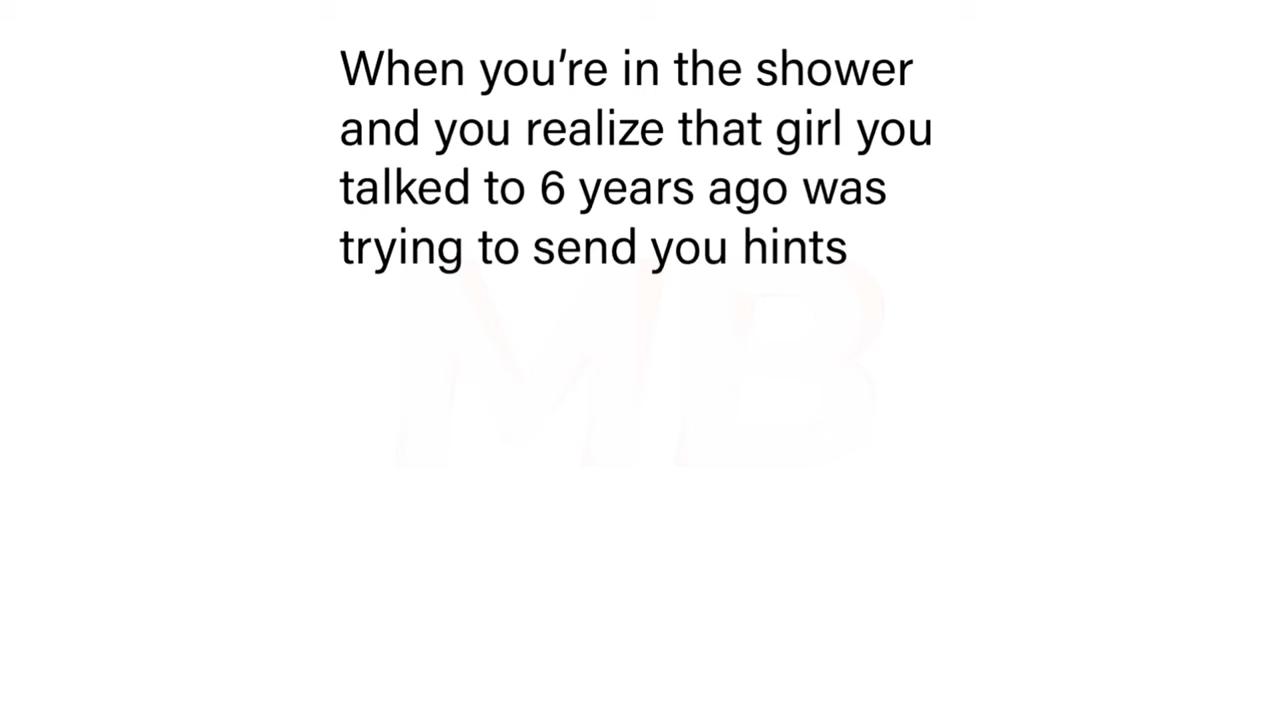 When you’re in the shower
and you realize that girl you
talked to 6 years ago was
trying to send you hints
MB